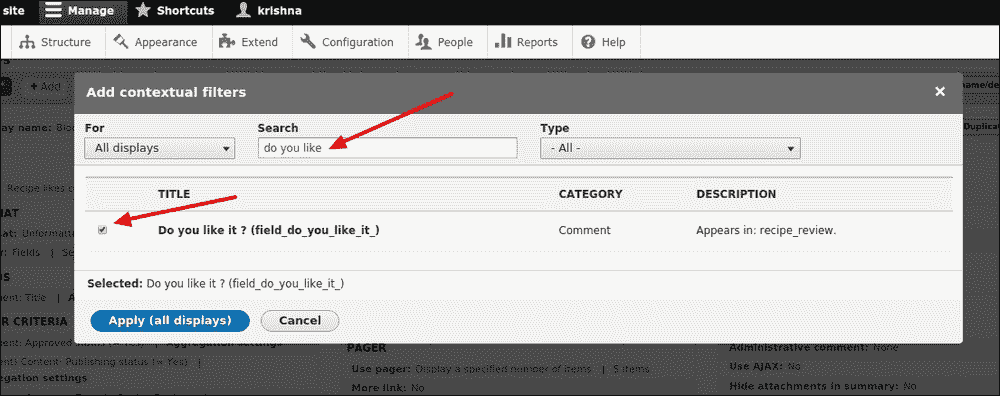 site Manage Shortcuts krishna
Structure Appearance Extend Configuration People Reports Help
+ Add
Add contextual filters ×
For Search Type
All displays do you like - All -
TITLE CATEGORY DESCRIPTION
Do you like it ? (field_do_you_like_it_) Comment Appears in: recipe_review.
Selected: Do you like it ? (field_do_you_like_it_)
Apply (all displays) Cancel
PAGER
Administrative comment: None
Use pager: Display a specified number of items | 5 items
Use AJAX: No
More link: No
Hide attachments in summary: No